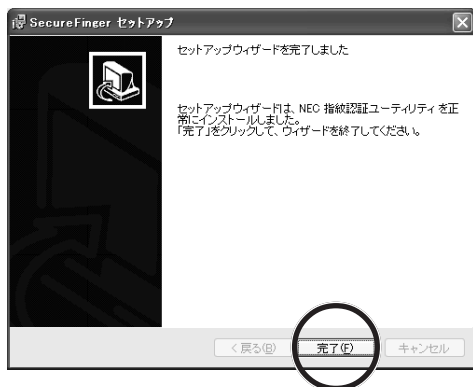 SecureFinger セットアップ
セットアップウィザードを完了しました
セットアップウィザードは、NEC 指紋認証ユーティリティ を正
常にインストールしました。
「完了」をクリックして、ウィザードを終了してください。
< 戻る(B)
完了(F)
キャンセル